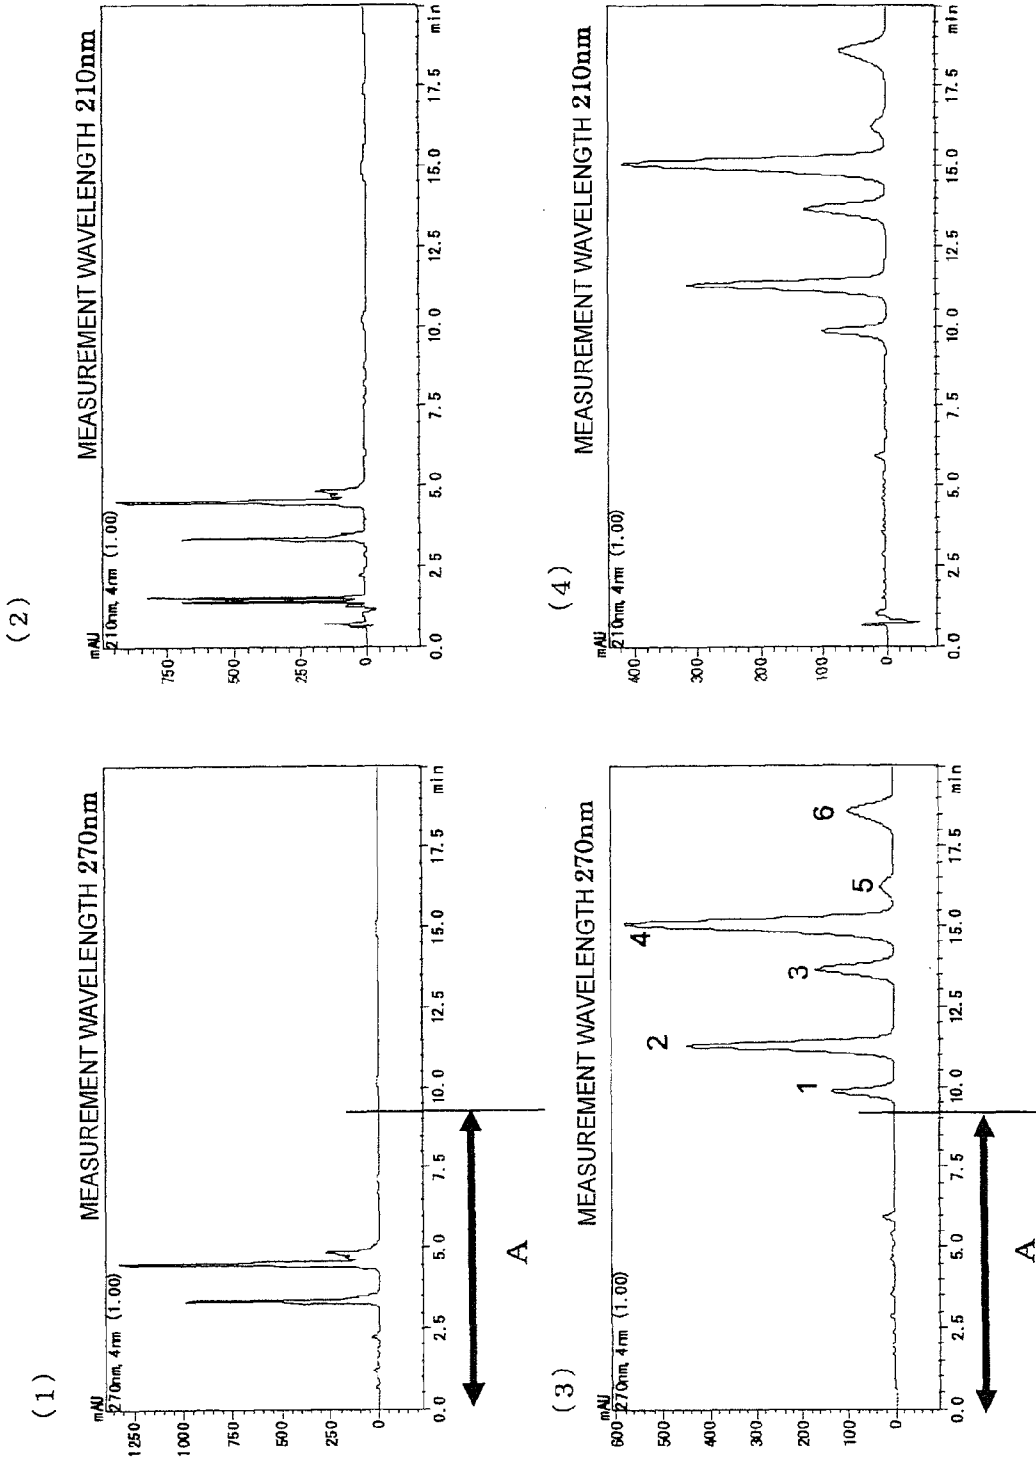 (1)
MEASUREMENT WAVELENGTH 270nm
mAU
270nm, 4nm (1.00)
1250
1000
750
500
250
0
0.0 2.5 5.0 7.5 10.0 12.5 15.0 17.5 min
A
(2)
MEASUREMENT WAVELENGTH 210nm
mAU
210nm, 4nm (1.00)
750
500
250
0
0.0 2.5 5.0 7.5 10.0 12.5 15.0 17.5 min
(3)
MEASUREMENT WAVELENGTH 270nm
mAU
270nm, 4nm (1.00)
600
500
400
300
200
100
0
1 2 3 4 5 6
0.0 2.5 5.0 7.5 10.0 12.5 15.0 17.5 min
A
(4)
MEASUREMENT WAVELENGTH 210nm
mAU
210nm, 4nm (1.00)
400
300
200
100
0
0.0 2.5 5.0 7.5 10.0 12.5 15.0 17.5 min